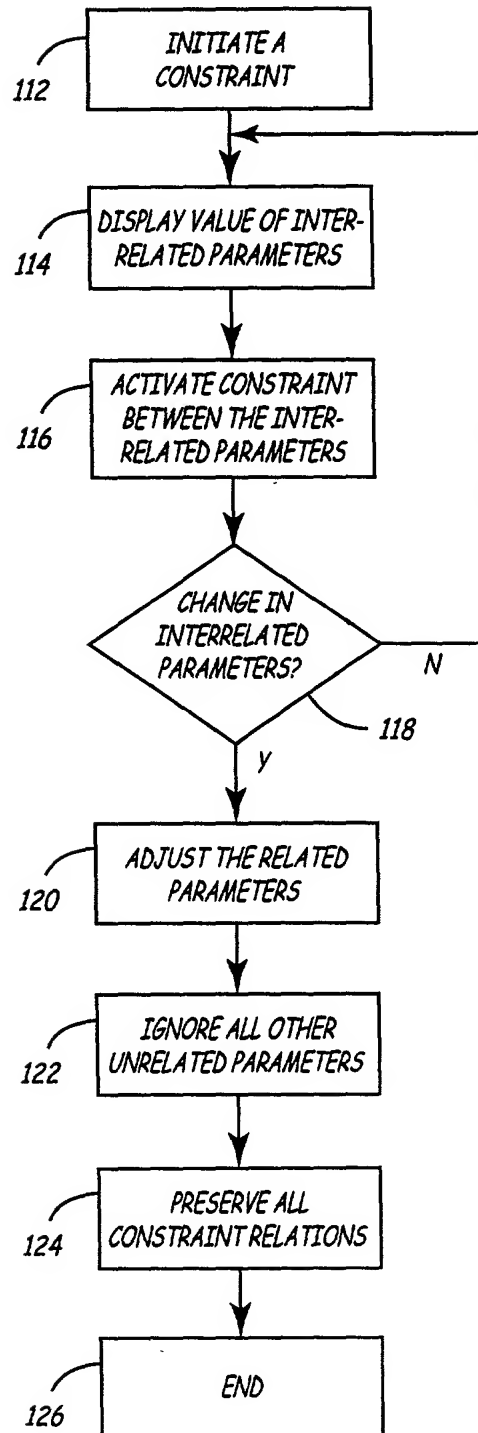 INITIATE A
CONSTRAINT
112
DISPLAY VALUE OF INTER-
RELATED PARAMETERS
114
ACTIVATE CONSTRAINT
BETWEEN THE INTER-
RELATED PARAMETERS
116
CHANGE IN
INTERRELATED
PARAMETERS?
N
118
Y
ADJUST THE RELATED
PARAMETERS
120
IGNORE ALL OTHER
UNRELATED PARAMETERS
122
PRESERVE ALL
CONSTRAINT RELATIONS
124
END
126